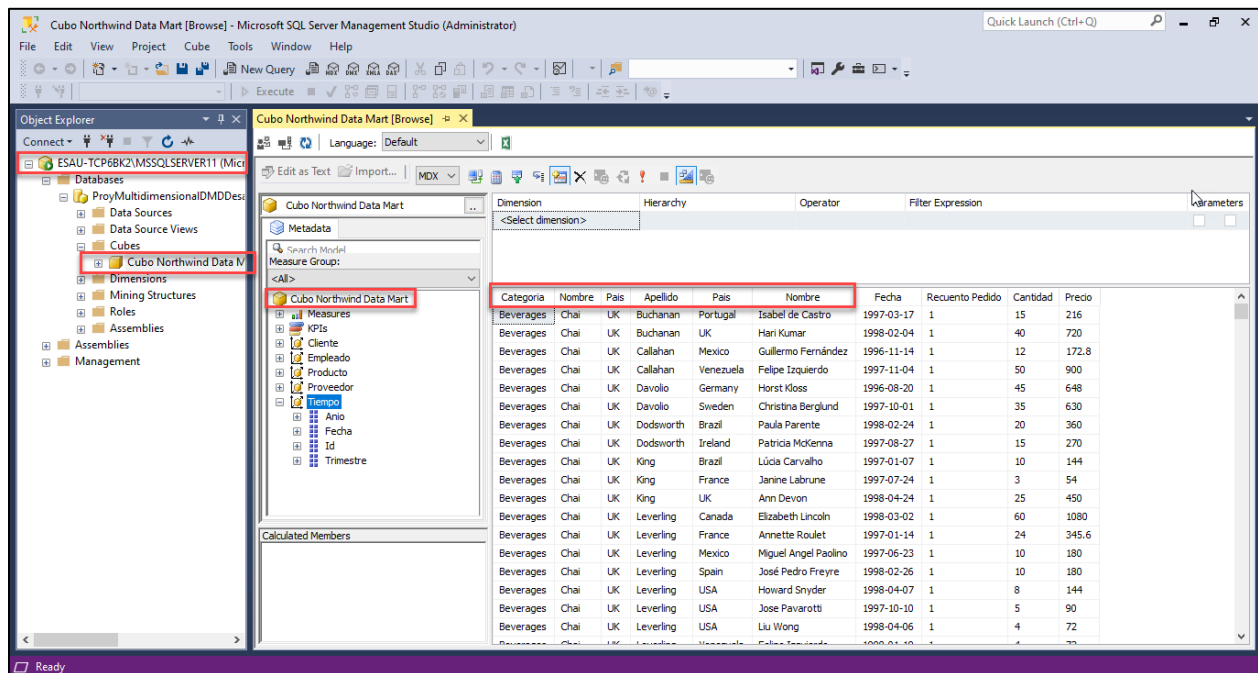 Cubo Northwind Data Mart [Browse] - Microsoft SQL Server Management Studio (Administrator)
Quick Launch (Ctrl+Q)
File Edit View Project Cube Tools Window Help
New Query MDX DMX XMLA DAX
Execute
Object Explorer
Connect
ESAU-TCP6BK2\MSSQLSERVER11 (Micr
Databases
ProyMultidimensionalDMDDesa
Data Sources
Data Source Views
Cubes
Cubo Northwind Data M
Dimensions
Mining Structures
Roles
Assemblies
Assemblies
Management
Cubo Northwind Data Mart [Browse]
Language: Default
Edit as Text Import... MDX
Cubo Northwind Data Mart ..
Metadata
Search Model
Measure Group:
<All>
Cubo Northwind Data Mart
Measures
KPIs
Cliente
Empleado
Producto
Proveedor
Tiempo
Anio
Fecha
Id
Trimestre
Calculated Members
Dimension Hierarchy Operator Filter Expression Parameters
<Select dimension>
Categoria Nombre Pais Apellido Pais Nombre Fecha Recuento Pedido Cantidad Precio
Beverages Chai UK Buchanan Portugal Isabel de Castro 1997-03-17 1 15 216
Beverages Chai UK Buchanan UK Hari Kumar 1998-02-04 1 40 720
Beverages Chai UK Callahan Mexico Guillermo Fernández 1996-11-14 1 12 172.8
Beverages Chai UK Callahan Venezuela Felipe Izquierdo 1997-11-04 1 50 900
Beverages Chai UK Davolio Germany Horst Kloss 1996-08-20 1 45 648
Beverages Chai UK Davolio Sweden Christina Berglund 1997-10-01 1 35 630
Beverages Chai UK Dodsworth Brazil Paula Parente 1998-02-24 1 20 360
Beverages Chai UK Dodsworth Ireland Patricia McKenna 1997-08-27 1 15 270
Beverages Chai UK King Brazil Lúcia Carvalho 1997-01-07 1 10 144
Beverages Chai UK King France Janine Labrune 1997-07-24 1 3 54
Beverages Chai UK King UK Ann Devon 1998-04-24 1 25 450
Beverages Chai UK Leverling Canada Elizabeth Lincoln 1998-03-02 1 60 1080
Beverages Chai UK Leverling France Annette Roulet 1997-01-14 1 24 345.6
Beverages Chai UK Leverling Mexico Miguel Angel Paolino 1997-06-23 1 10 180
Beverages Chai UK Leverling Spain José Pedro Freyre 1998-02-26 1 10 180
Beverages Chai UK Leverling USA Howard Snyder 1998-04-07 1 8 144
Beverages Chai UK Leverling USA Jose Pavarotti 1997-10-10 1 5 90
Beverages Chai UK Leverling USA Liu Wong 1998-04-06 1 4 72
Ready